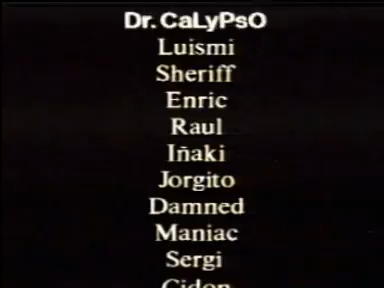 Dr. CaLyPsO
Luismi
Sheriff
Enric
Raul
Iñaki
Jorgito
Damned
Maniac
Sergi